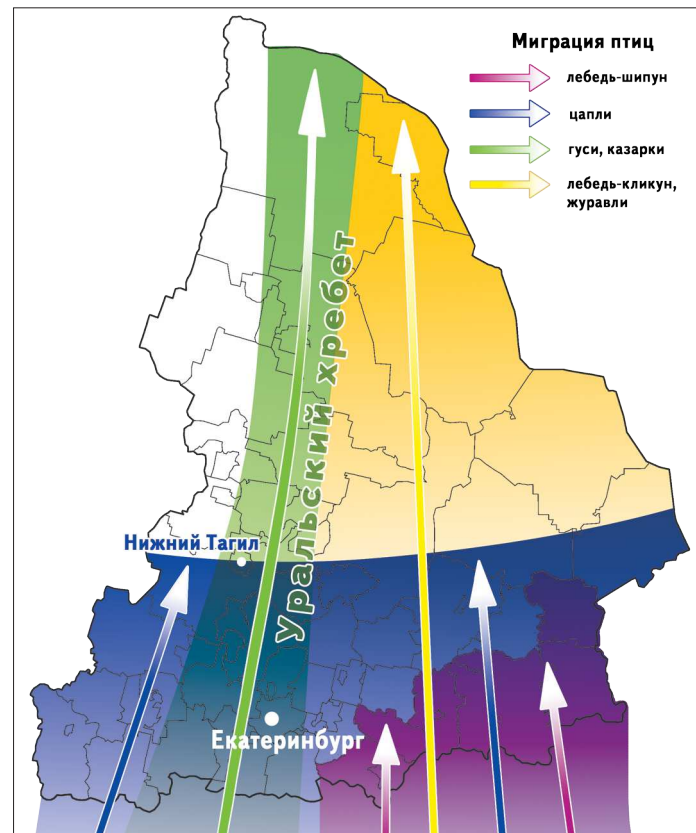 Миграция птиц
лебедь-шипун
цапли
гуси, казарки
лебедь-кликун,
журавли
Уральский хребет
Нижний Тагил
Екатеринбург